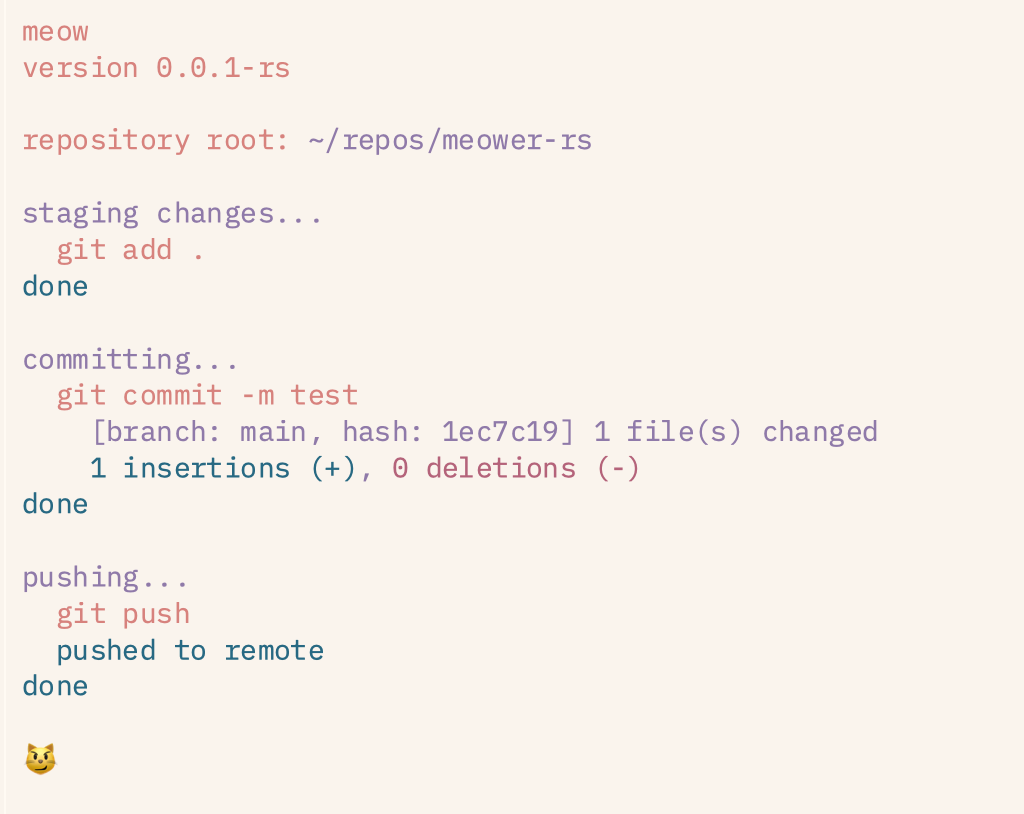 meow
version 0.0.1-rs
repository root: ~/repos/meower-rs
staging changes...
git add .
done
committing...
git commit -m test
[branch: main, hash: 1ec7c19] 1 file(s) changed
1 insertions (+), 0 deletions (-)
done
pushing...
git push
pushed to remote
done
😼